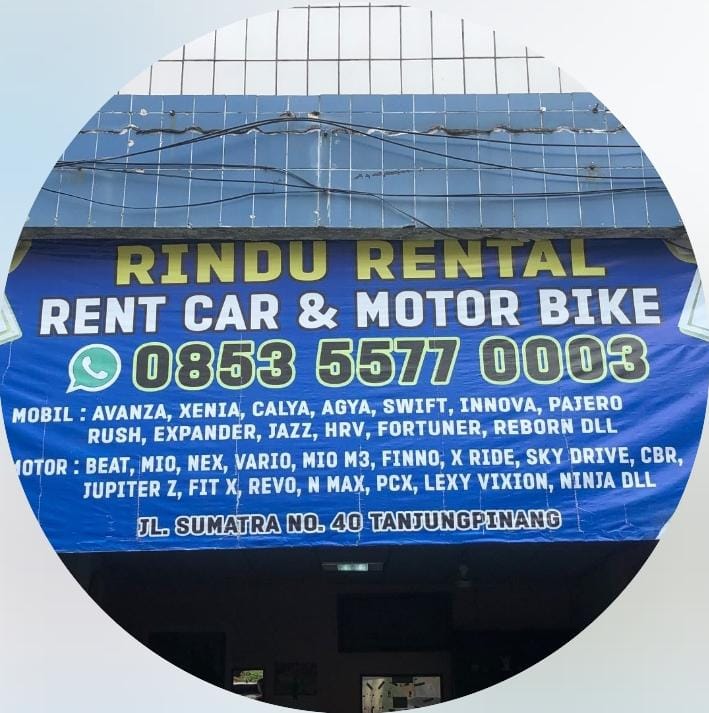 RINDU RENTAL
RENT CAR & MOTOR BIKE
0853 5577 0003
MOBIL : AVANZA, XENIA, CALYA, AGYA, SWIFT, INNOVA, PAJERO
RUSH, EXPANDER, JAZZ, HRV, FORTUNER, REBORN DLL
MOTOR : BEAT, MIO, NEX, VARIO, MIO M3, FINNO, X RIDE, SKY DRIVE, CBR,
JUPITER Z, FIT X, REVO, N MAX, PCX, LEXY VIXION, NINJA DLL
JL. SUMATRA NO. 40 TANJUNGPINANG